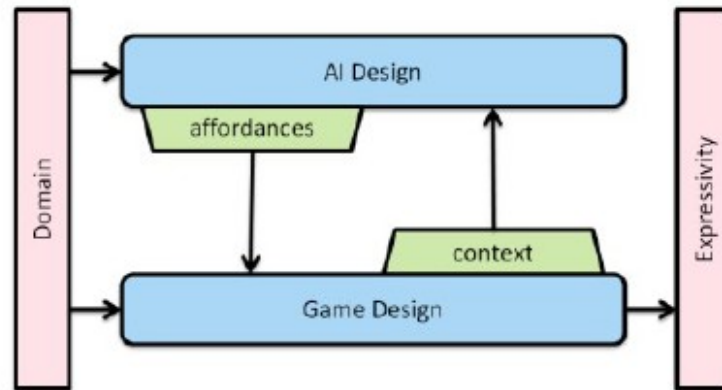 Domain
AI Design
affordances
context
Game Design
Expressivity